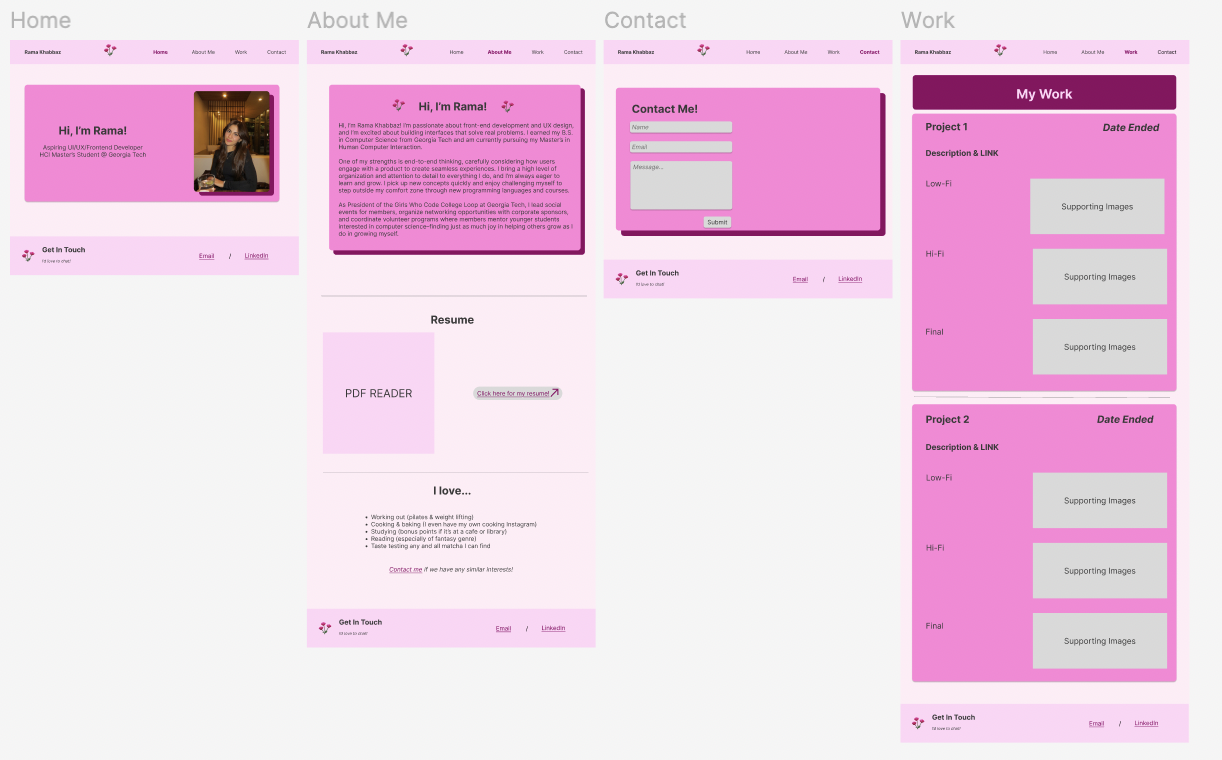 Home
Rama Khabbaz
Home
About Me
Work
Contact
Hi, I'm Rama!
Aspiring UI/UX/Frontend Developer
HCI Master's Student @ Georgia Tech
Get In Touch
I'd love to chat!
Email
/
LinkedIn
About Me
Rama Khabbaz
Home
About Me
Work
Contact
Hi, I'm Rama!
Hi, I'm Rama Khabbaz! I'm passionate about front-end development and UX design,
and I'm excited about building interfaces that solve real problems. I earned my B.S.
in Computer Science from Georgia Tech and am currently pursuing my Master's in
Human Computer Interaction.
One of my strengths is end-to-end thinking, carefully considering how users
engage with a product to create seamless experiences. I bring a high level of
organization and attention to detail to everything I do, and I'm always eager to
learn and grow. I pick up new concepts quickly and enjoy challenging myself to
step outside my comfort zone through new programming languages and courses.
As President of the Girls Who Code College Loop at Georgia Tech, I lead social
events for members, organize networking opportunities with corporate sponsors,
and coordinate volunteer programs where members mentor younger students
interested in computer science-finding just as much joy in helping others grow as I
do in growing myself.
Resume
PDF READER
Click here for my resume!
I love...
• Working out (pilates & weight lifting)
• Cooking & baking (I even have my own cooking Instagram)
• Studying (bonus points if it's at a cafe or library)
• Reading (especially of fantasy genre)
• Taste testing any and all matcha I can find
Contact me if we have any similar interests!
Get In Touch
I'd love to chat!
Email
/
LinkedIn
Contact
Rama Khabbaz
Home
About Me
Work
Contact
Contact Me!
Name
Email
Message...
Submit
Get In Touch
I'd love to chat!
Email
/
LinkedIn
Work
Rama Khabbaz
Home
About Me
Work
Contact
My Work
Project 1
Date Ended
Description & LINK
Low-Fi
Supporting Images
Hi-Fi
Supporting Images
Final
Supporting Images
Project 2
Date Ended
Description & LINK
Low-Fi
Supporting Images
Hi-Fi
Supporting Images
Final
Supporting Images
Get In Touch
I'd love to chat!
Email
/
LinkedIn